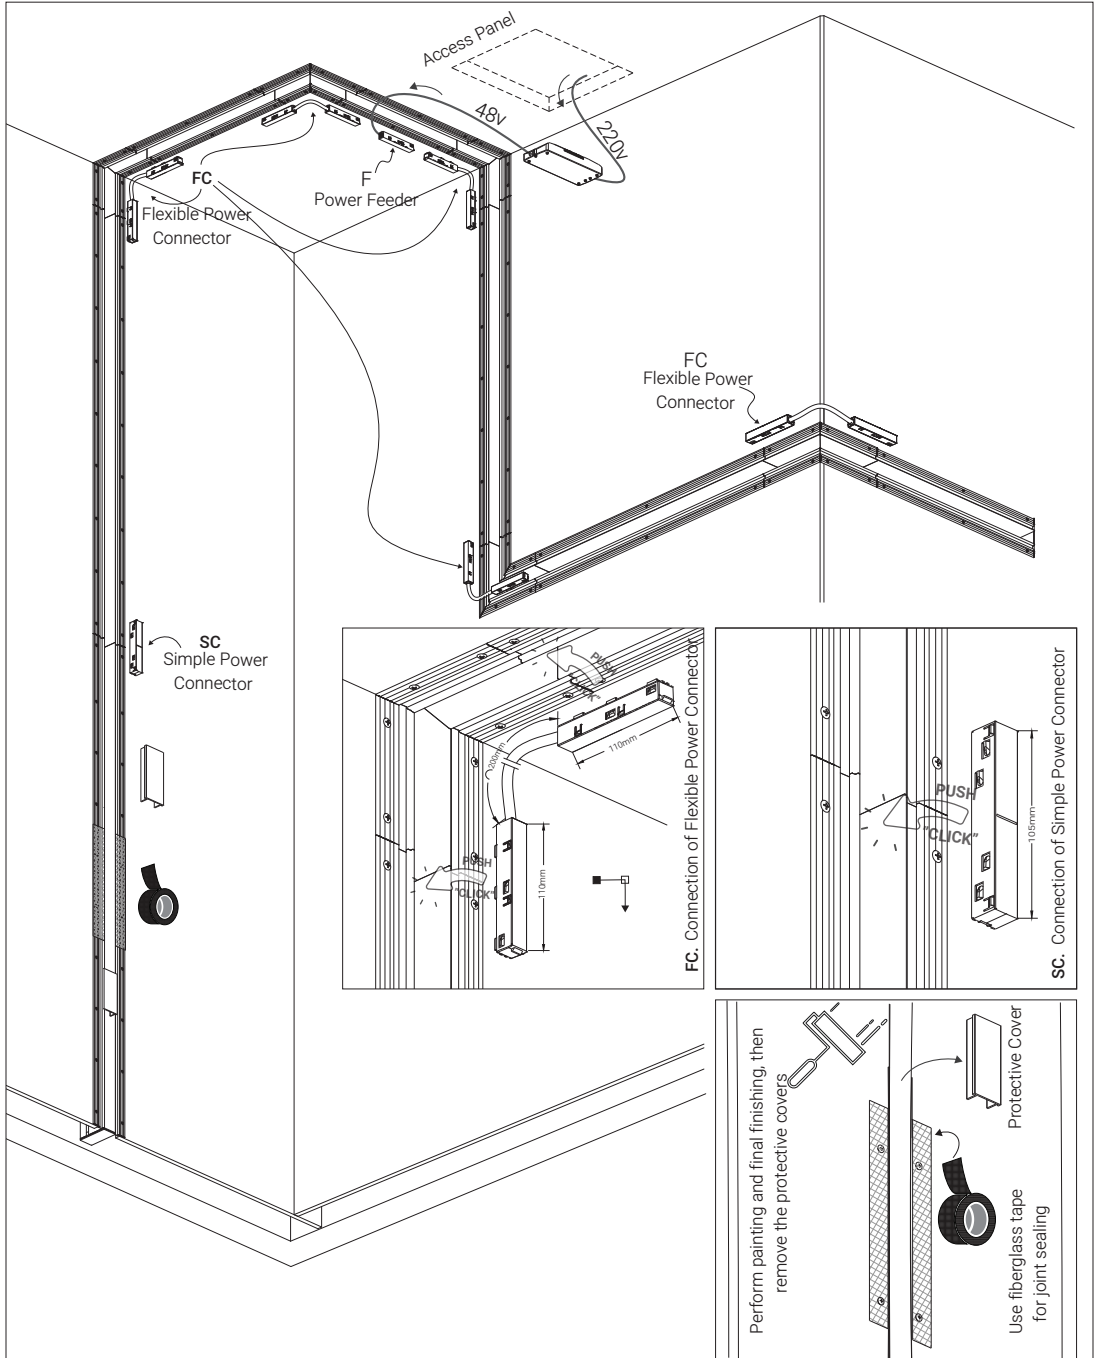 Access Panel
48v
220v
FC
Flexible Power
Connector
F
Power Feeder
FC
Flexible Power
Connector
SC
Simple Power
Connector
PUSH
"CLICK"
110mm
200mm
PUSH
"CLICK"
110mm
FC. Connection of Flexible Power Connector
PUSH
"CLICK"
105mm
SC. Connection of Simple Power Connector
Perform painting and final finishing, then
remove the protective covers
Protective Cover
Use fiberglass tape
for joint sealing